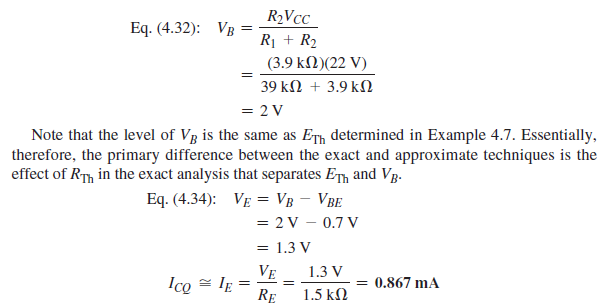 Eq. (4.32): V_B = R₂V_CC / (R₁ + R₂)
= (3.9 kΩ)(22 V) / (39 kΩ + 3.9 kΩ)
= 2 V
Note that the level of V_B is the same as E_Th determined in Example 4.7. Essentially,
therefore, the primary difference between the exact and approximate techniques is the
effect of R_Th in the exact analysis that separates E_Th and V_B.
Eq. (4.34): V_E = V_B − V_BE
= 2 V − 0.7 V
= 1.3 V
I_CQ ≅ I_E = V_E / R_E = 1.3 V / 1.5 kΩ = 0.867 mA